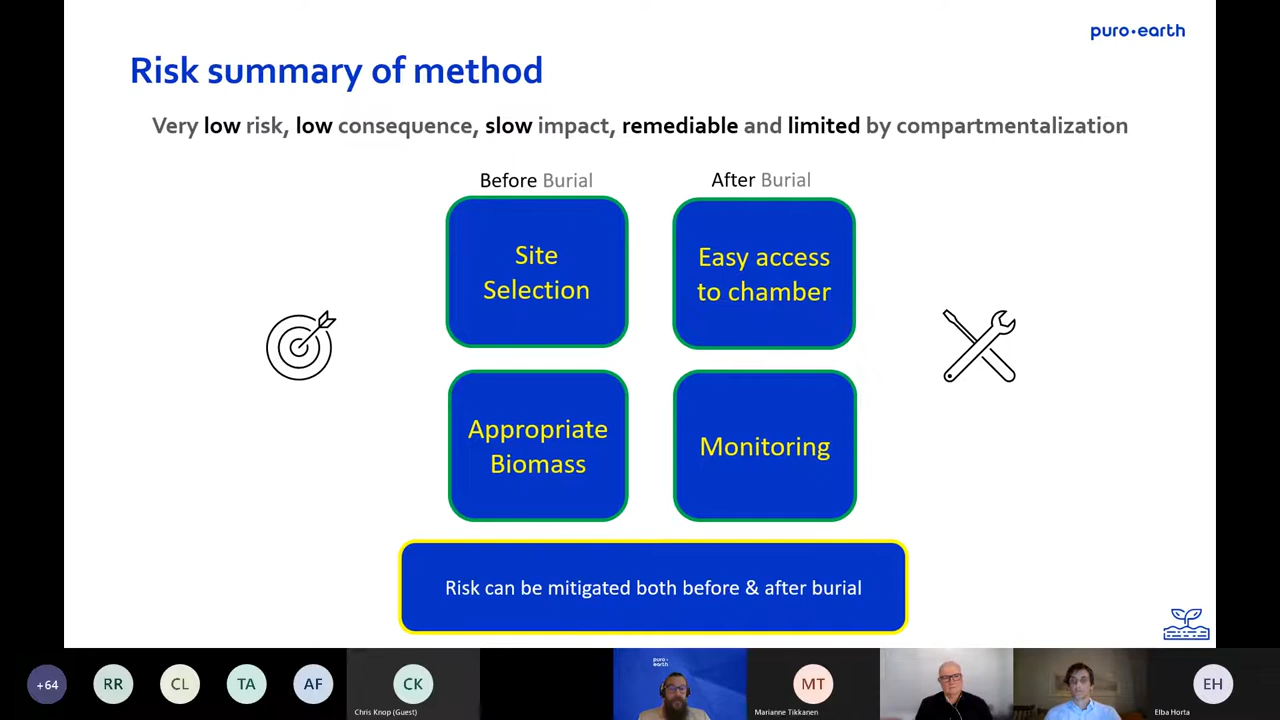 puro·earth
Risk summary of method
Very low risk, low consequence, slow impact, remediable and limited by compartmentalization
Before Burial
After Burial
Site
Selection
Easy access
to chamber
Appropriate
Biomass
Monitoring
Risk can be mitigated both before & after burial
+64
RR
CL
TA
AF
CK
Chris Knop (Guest)
puro·
earth
MT
Marianne Tikkanen
EH
Elba Horta